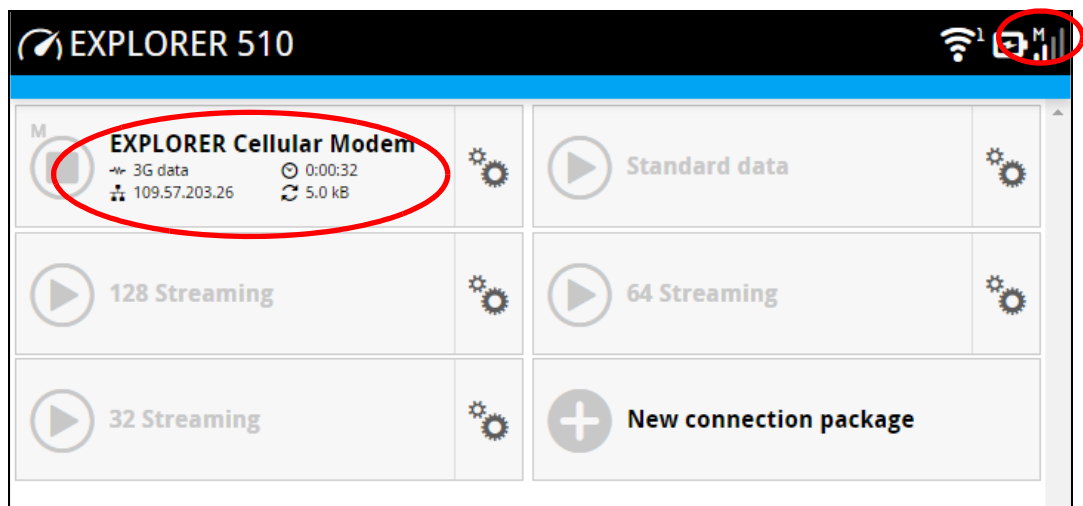 EXPLORER 510
1
M
M
EXPLORER Cellular Modem
3G data 0:00:32
109.57.203.26 5.0 kB
Standard data
128 Streaming
64 Streaming
32 Streaming
New connection package